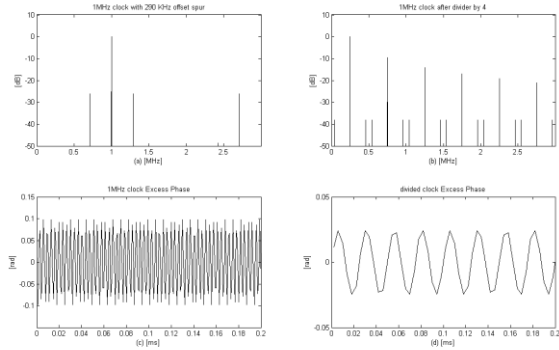 1MHz clock with 290 KHz offset spur
10
0
-10
-20
-30
-40
-50
[dB]
0 0.5 1 1.5 2 2.5
(a) [MHz]
1MHz clock after divider by 4
10
0
-10
-20
-30
-40
-50
[dB]
0 0.5 1 1.5 2 2.5
(b) [MHz]
1MHz clock Excess Phase
0.15
0.1
0.05
0
-0.05
-0.1
-0.15
[rad]
0 0.02 0.04 0.06 0.08 0.1 0.12 0.14 0.16 0.18 0.2
(c) [ms]
divided clock Excess Phase
0.05
0
-0.05
[rad]
0 0.02 0.04 0.06 0.08 0.1 0.12 0.14 0.16 0.18 0.2
(d) [ms]